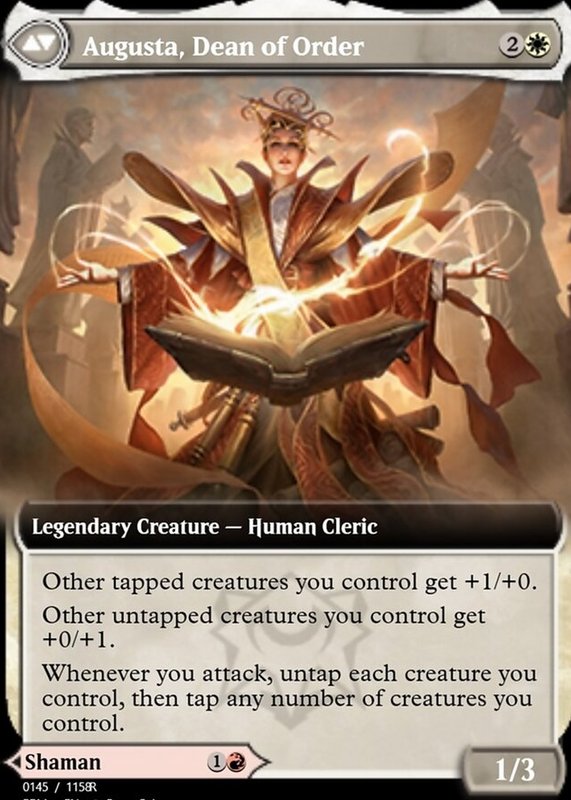 Augusta, Dean of Order 2
Legendary Creature — Human Cleric
Other tapped creatures you control get +1/+0.
Other untapped creatures you control get
+0/+1.
Whenever you attack, untap each creature you
control, then tap any number of creatures you
control.
Shaman 1
1/3
0145 / 1158R